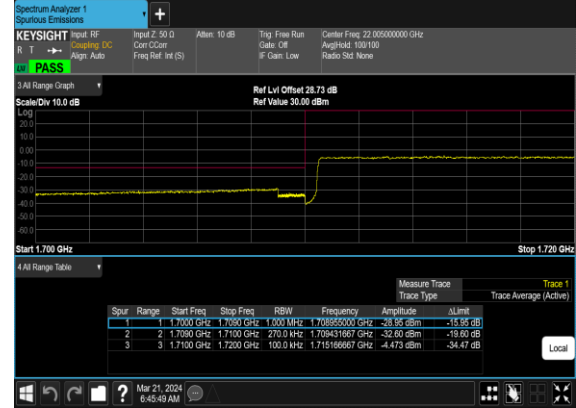 Spectrum Analyzer 1
Spurious Emissions
+
KEYSIGHT Input: RF Input Z: 50 Ω Atten: 10 dB Trig: Free Run Center Freq: 22.005000000 GHz
R T Coupling: DC Corr CCorr Gate: Off Avg|Hold: 100/100
Align: Auto Freq Ref: Int (S) IF Gain: Low Radio Std: None
LXI PASS
3 All Range Graph
Ref Lvl Offset 28.73 dB
Scale/Div 10.0 dB Ref Value 30.00 dBm
Log
20.0
10.0
0.00
-10.0
-20.0
-30.0
-40.0
-50.0
-60.0
Start 1.700 GHz Stop 1.720 GHz
4 All Range Table
Measure Trace Trace 1
Trace Type Trace Average (Active)
Spur Range Start Freq Stop Freq RBW Frequency Amplitude ΔLimit
1 1 1.7000 GHz 1.7090 GHz 1.000 MHz 1.708955000 GHz -28.95 dBm -15.95 dB
2 2 1.7090 GHz 1.7100 GHz 270.0 kHz 1.709431667 GHz -32.60 dBm -19.60 dB
3 3 1.7100 GHz 1.7200 GHz 100.0 kHz 1.715166667 GHz -4.473 dBm -34.47 dB
Local
? Mar 21, 2024
6:45:49 AM